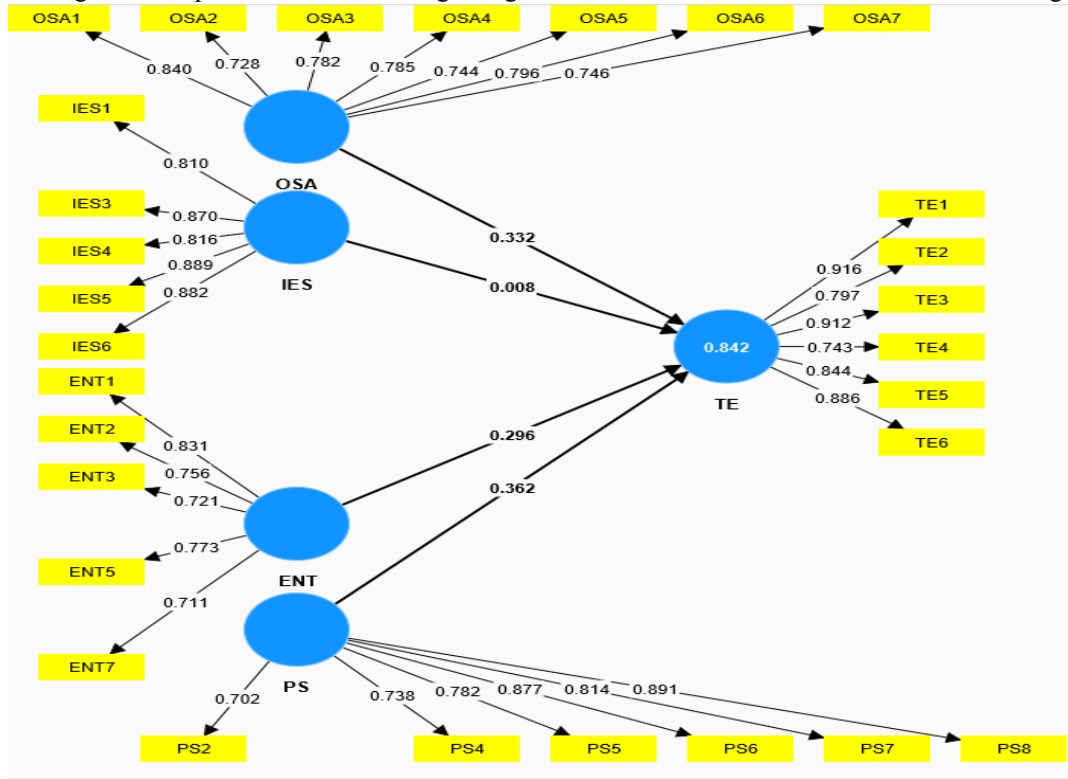 OSA1 OSA2 OSA3 OSA4 OSA5 OSA6 OSA7
0.840 0.728 0.782 0.785 0.744 0.796 0.746
IES1
0.810
OSA
IES3
0.870
IES4
0.816
IES5
0.889
IES6
0.882
IES
0.332
0.008
TE1
0.916
TE2
0.797
TE3
0.912
TE4
0.743
TE5
0.844
TE6
0.886
0.842
TE
ENT1
0.831
ENT2
0.756
ENT3
0.721
ENT5
0.773
ENT7
0.711
ENT
0.296
0.362
PS
0.702 0.738 0.782 0.877 0.814 0.891
PS2 PS4 PS5 PS6 PS7 PS8